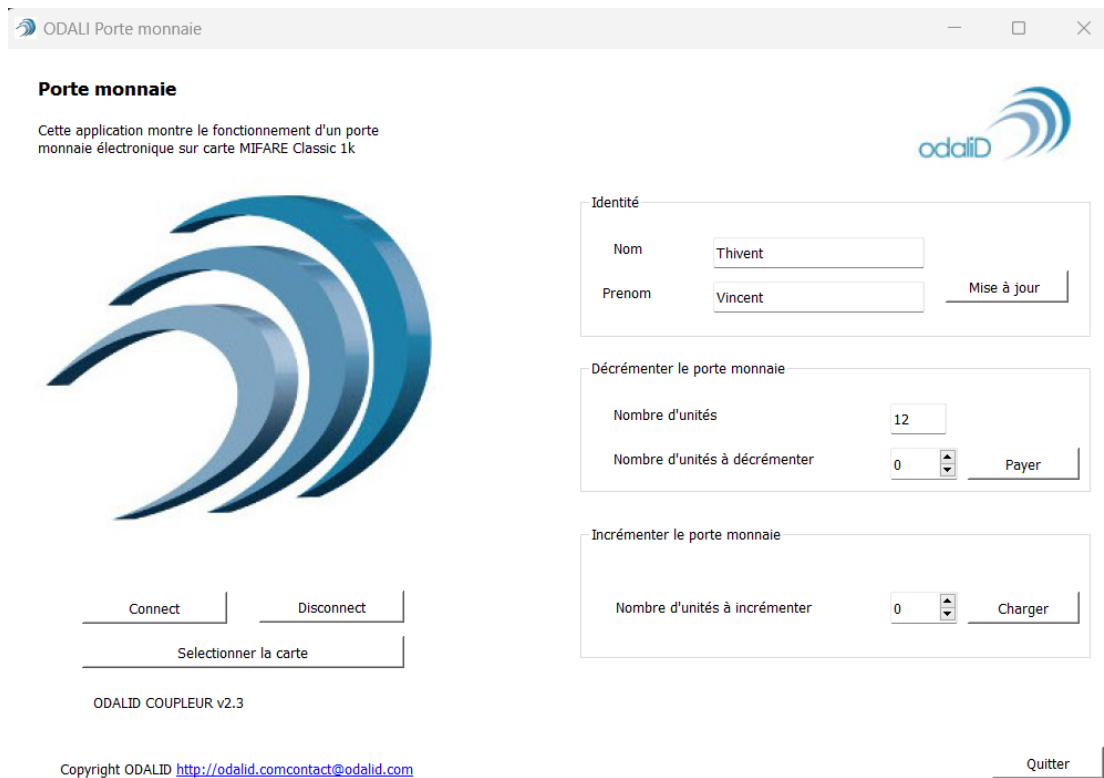 ODALI Porte monnaie
Porte monnaie
Cette application montre le fonctionnement d'un porte
monnaie électronique sur carte MIFARE Classic 1k
odaliD
Identité
Nom
Thivent
Prenom
Vincent
Mise à jour
Décrémenter le porte monnaie
Nombre d'unités
12
Nombre d'unités à décrémenter
0
Payer
Incrémenter le porte monnaie
Nombre d'unités à incrémenter
0
Charger
Connect
Disconnect
Selectionner la carte
ODALID COUPLEUR v2.3
Copyright ODALID http://odalid.comcontact@odalid.com
Quitter